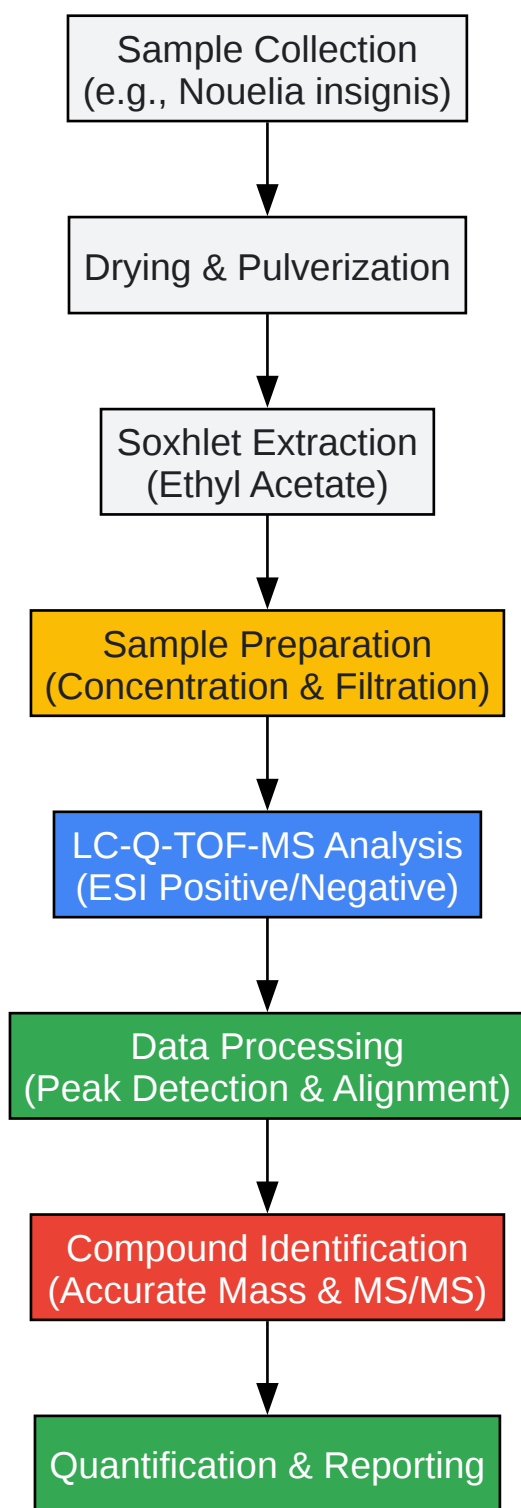 Sample Collection
(e.g., Nouelia insignis)
Drying & Pulverization
Soxhlet Extraction
(Ethyl Acetate)
Sample Preparation
(Concentration & Filtration)
LC-Q-TOF-MS Analysis
(ESI Positive/Negative)
Data Processing
(Peak Detection & Alignment)
Compound Identification
(Accurate Mass & MS/MS)
Quantification & Reporting